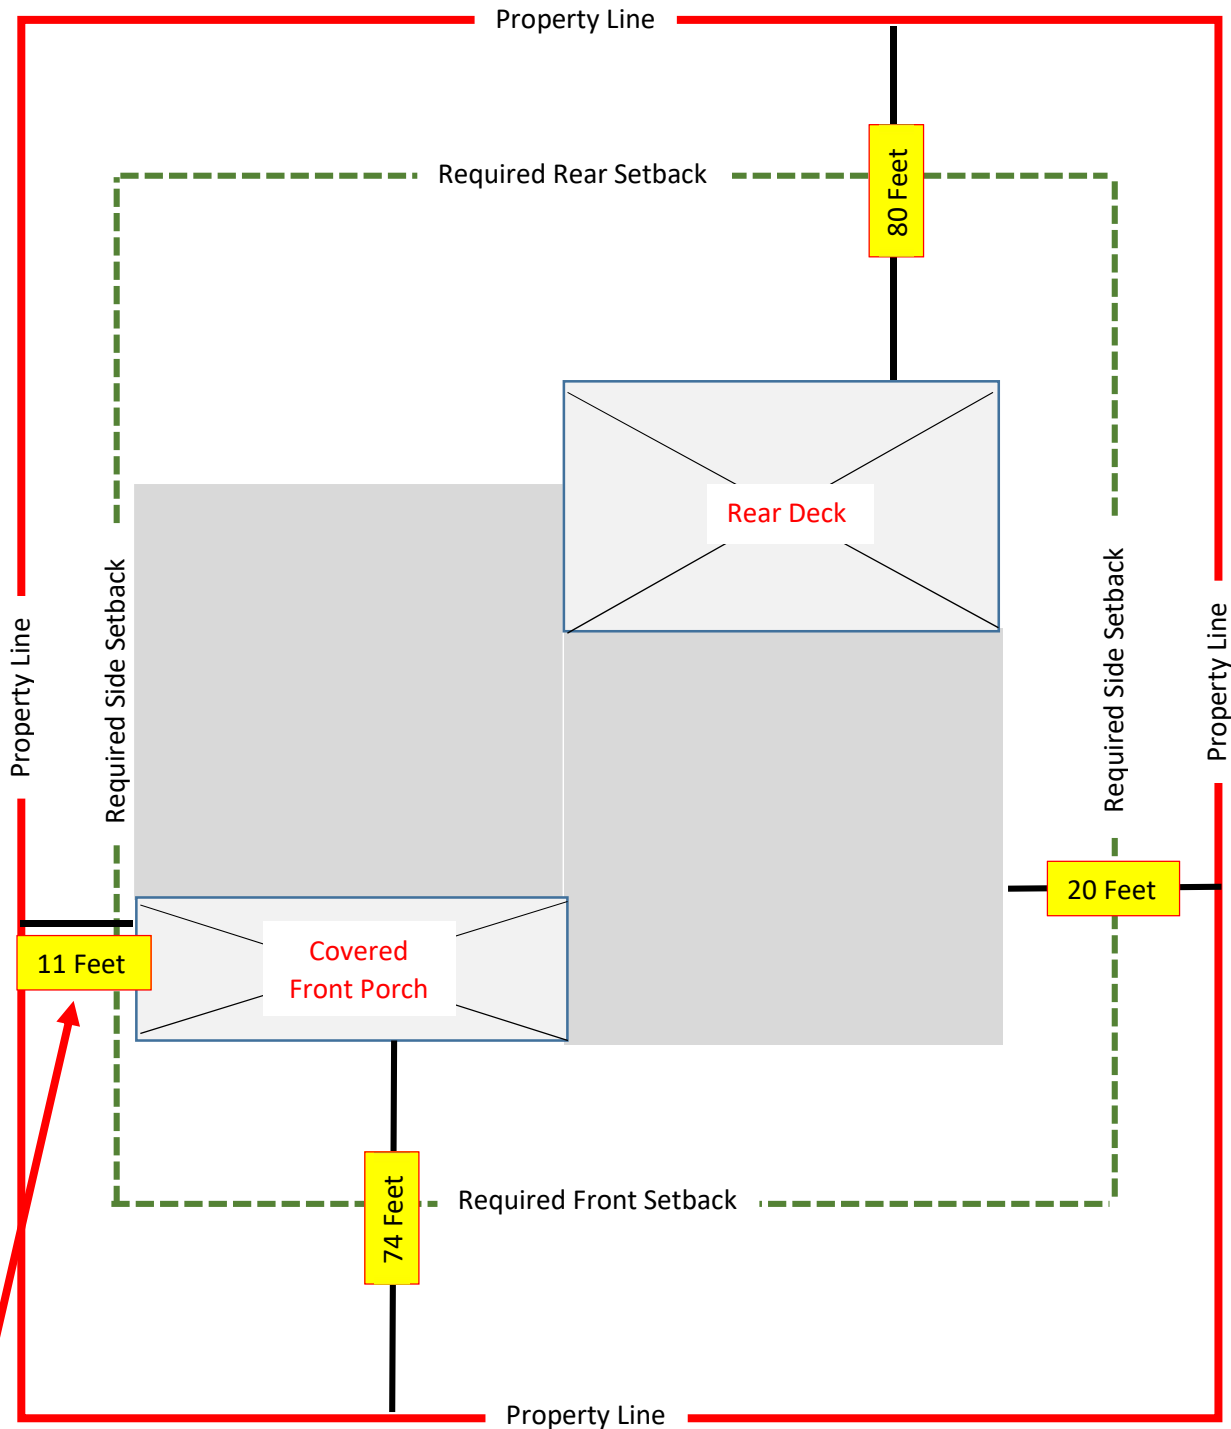 Property Line
80 Feet
Required Rear Setback
Rear Deck
Property Line
Required Side Setback
Required Side Setback
Property Line
20 Feet
11 Feet
Covered
Front Porch
74 Feet
Required Front Setback
Property Line